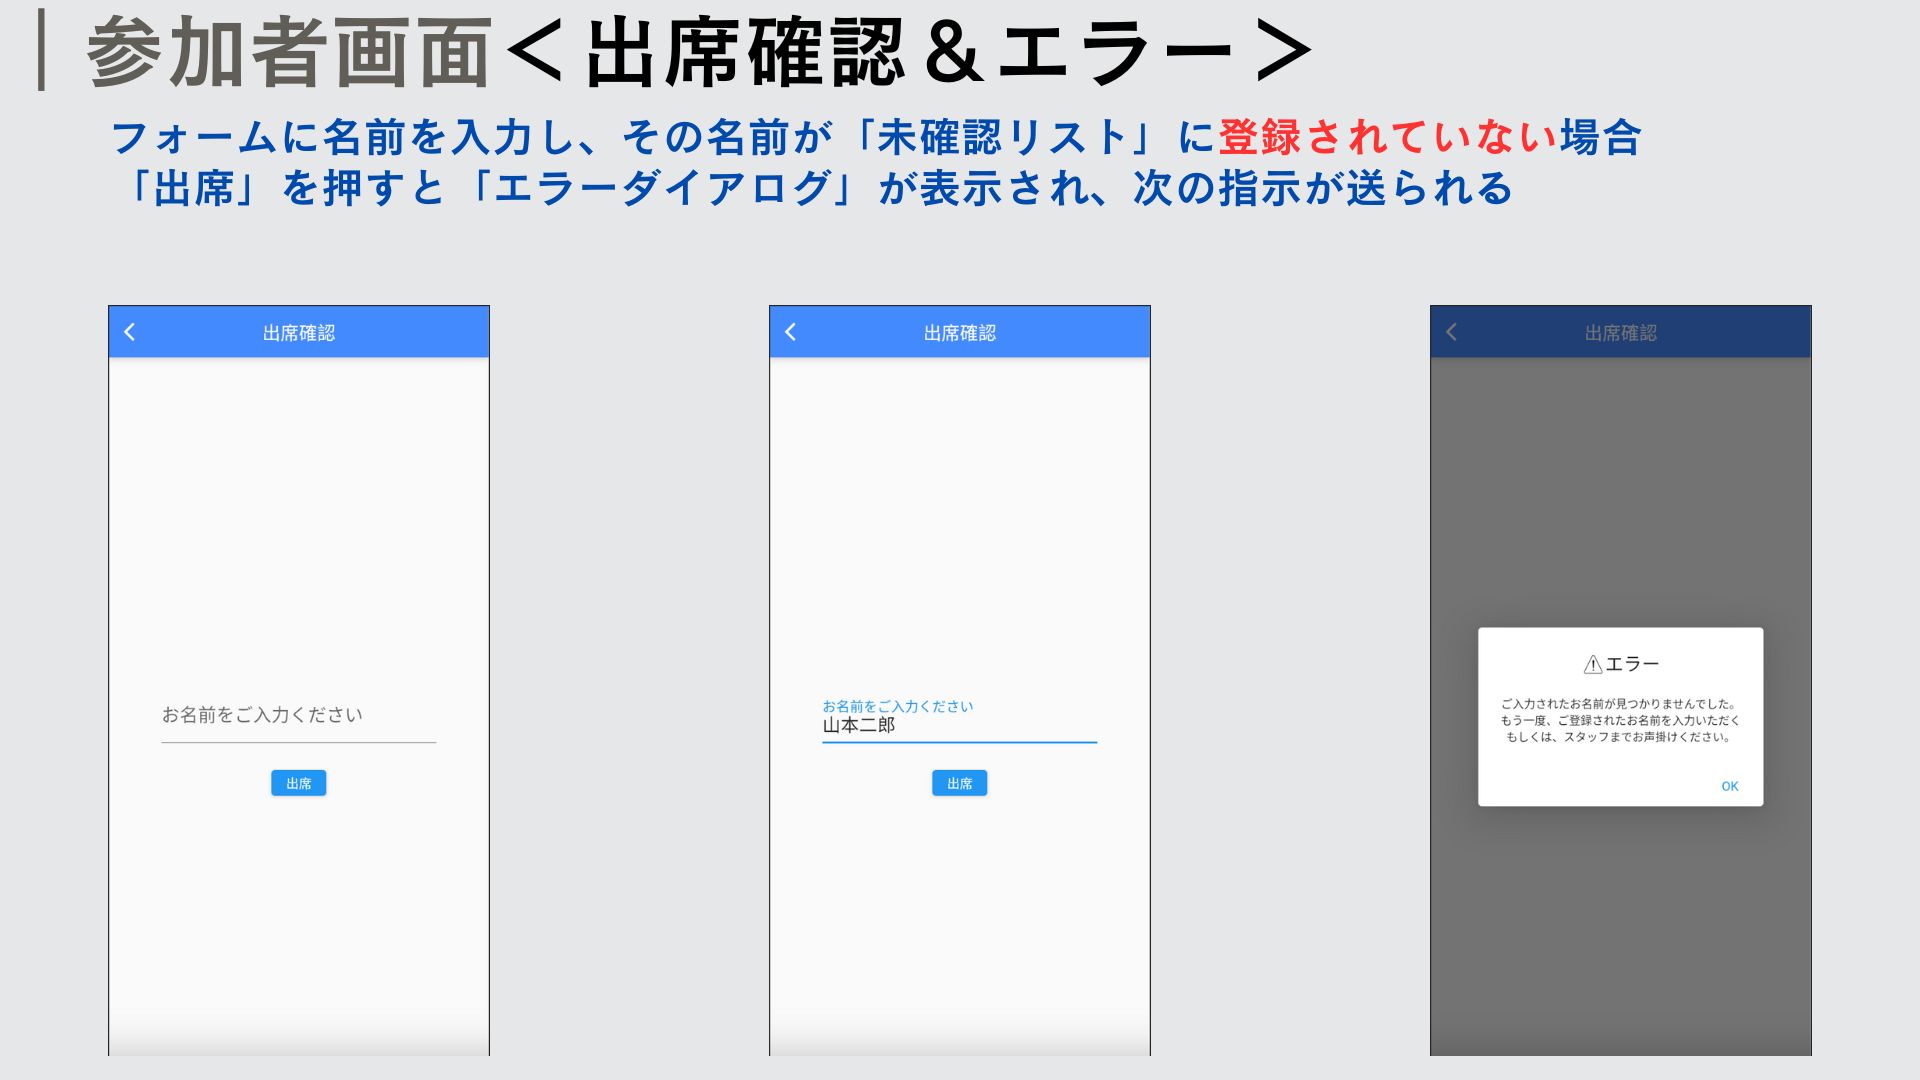 参加者画面＜出席確認＆エラー＞
フォームに名前を入力し、その名前が「未確認リスト」に登録されていない場合
「出席」を押すと「エラーダイアログ」が表示され、次の指示が送られる
出席確認
お名前をご入力ください
出席
出席確認
お名前をご入力ください
山本二郎
出席
出席確認
⚠エラー
ご入力されたお名前が見つかりませんでした。
もう一度、ご登録されたお名前を入力いただく
もしくは、スタッフまでお声掛けください。
OK